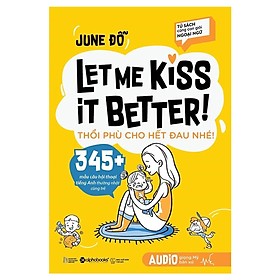 JUNE ĐỖ
TỦ SÁCH
cùng con giỏi
NGOẠI NGỮ
LET ME KISS
IT BETTER!
THỔI PHÙ CHO HẾT ĐAU NHÉ!
345+
mẫu câu hội thoại
tiếng Anh thường nhật
cùng trẻ
AUDIO
alphabooks